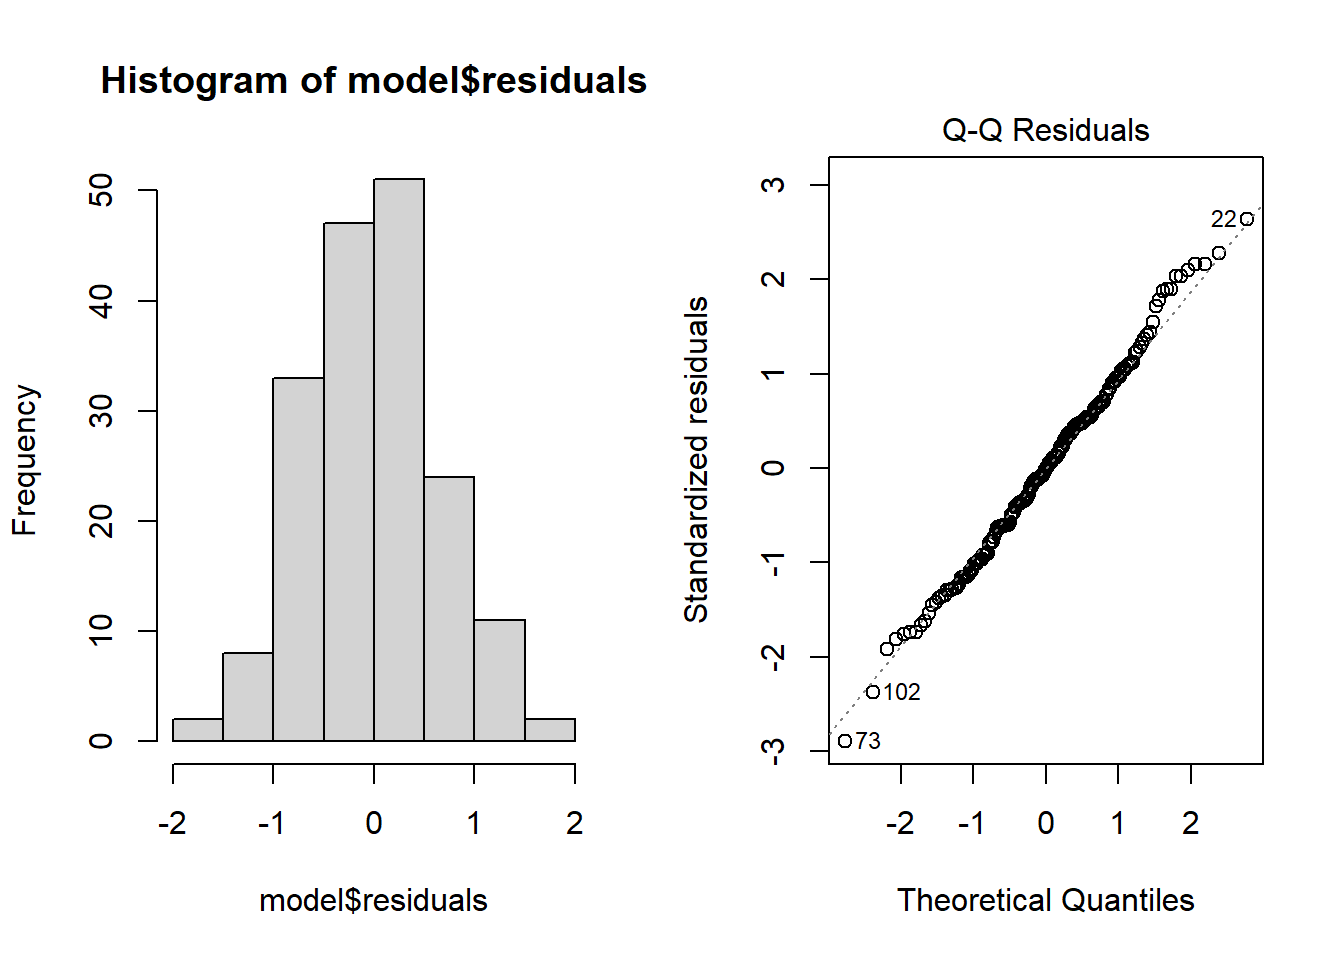 Histogram of model$residuals
Frequency
50
40
30
20
10
0
-2 -1 0 1 2
model$residuals
Q-Q Residuals
Standardized residuals
3
2
1
0
-1
-2
-3
22
102
73
-2 -1 0 1 2
Theoretical Quantiles